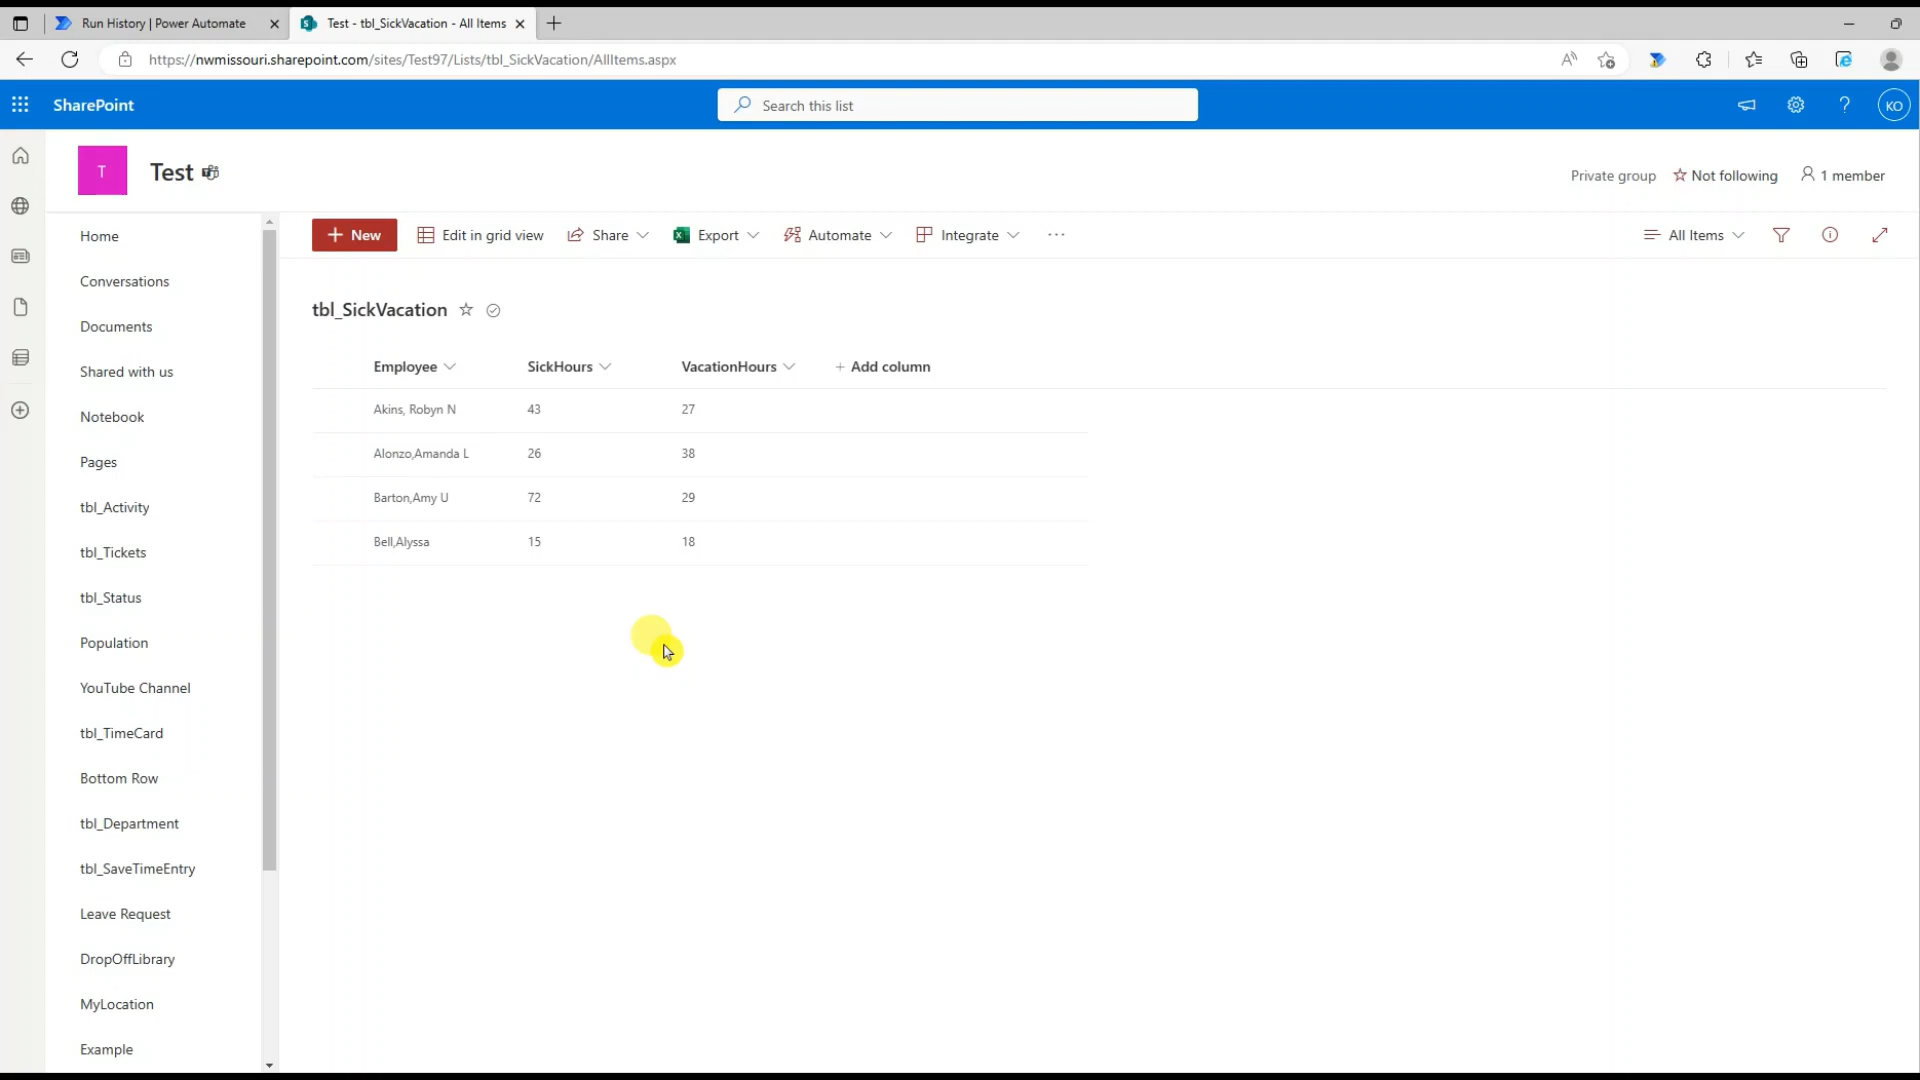 Run History | Power Automate
Test - tbl_SickVacation - All Items
https://nwmissouri.sharepoint.com/sites/Test97/Lists/tbl_SickVacation/AllItems.aspx
SharePoint
Search this list
KO
T
Test
Private group
Not following
1 member
Home
Conversations
Documents
Shared with us
Notebook
Pages
tbl_Activity
tbl_Tickets
tbl_Status
Population
YouTube Channel
tbl_TimeCard
Bottom Row
tbl_Department
tbl_SaveTimeEntry
Leave Request
DropOffLibrary
MyLocation
Example
+ New
Edit in grid view
Share
Export
Automate
Integrate
...
All Items
tbl_SickVacation
Employee SickHours VacationHours + Add column
Akins, Robyn N 43 27
Alonzo,Amanda L 26 38
Barton,Amy U 72 29
Bell,Alyssa 15 18